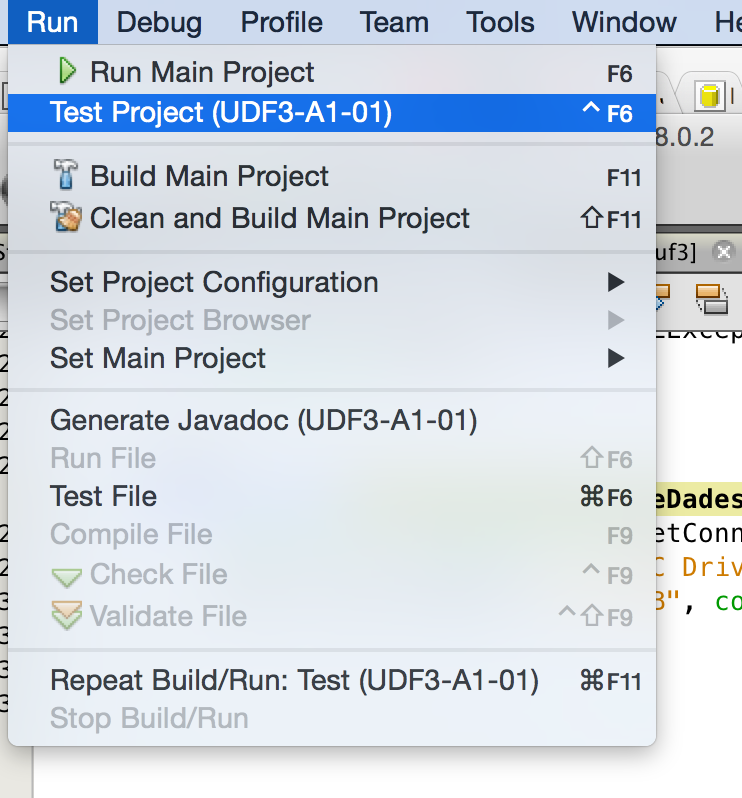 Run Debug Profile Team Tools Window He
Run Main Project F6
Test Project (UDF3-A1-01) ^ F6
8.0.2
Build Main Project F11
Clean and Build Main Project ⇧F11
uf3]
Set Project Configuration ▶
Set Project Browser ▶
Set Main Project ▶
Generate Javadoc (UDF3-A1-01)
Run File ⇧F6
Test File ⌘F6
eDades
Compile File F9
etConn
Check File ^ F9
C Driv
Validate File ^⇧F9
B", co
Repeat Build/Run: Test (UDF3-A1-01) ⌘F11
Stop Build/Run